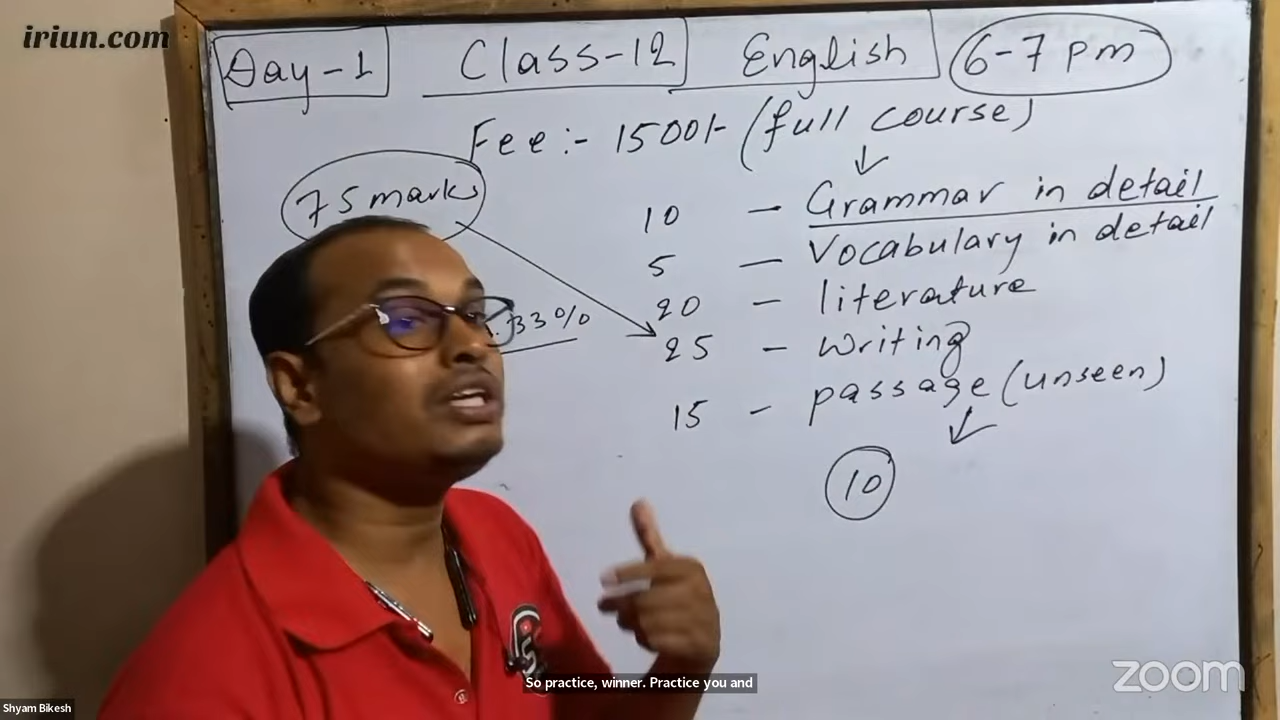 iriun.com
Day-1 Class-12 English 6-7 pm
Fee:- 1500/- (full course)
75 marks
10 - Grammar in detail
5 - Vocabulary in detail
20 - literature
33%
25 - writing
15 - passage (unseen)
10
So practice, winner. Practice you and
zoom
Shyam Bikesh